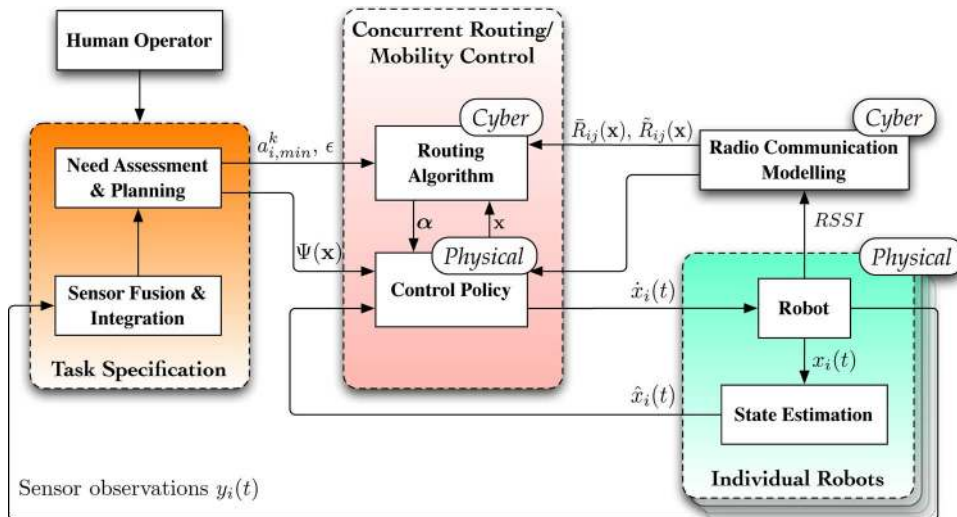 Human Operator
Concurrent Routing/
Mobility Control
Cyber
Routing
Algorithm
α
x
Physical
Control Policy
a^k_{i,min}, ϵ
Ψ(x)
Need Assessment
& Planning
Sensor Fusion &
Integration
Task Specification
R̄_{ij}(x), R̃_{ij}(x)
Cyber
Radio Communication
Modelling
RSSI
Physical
ẋ_i(t)
Robot
x_i(t)
x̂_i(t)
State Estimation
Individual Robots
Sensor observations y_i(t)